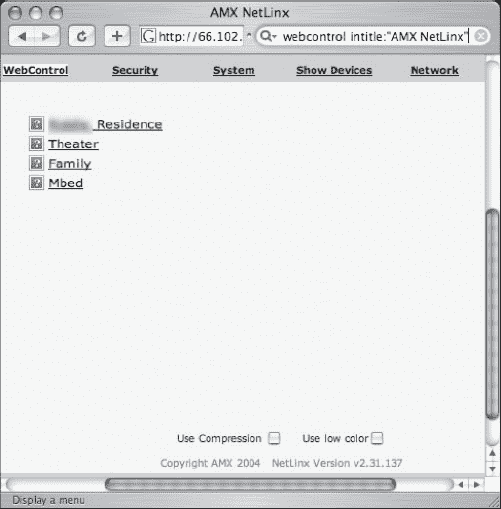 AMX NetLinx
http://66.102. webcontrol intitle:"AMX NetLinx"
WebControl Security System Show Devices Network
Residence
Theater
Family
Mbed
Use Compression Use low color
Copyright AMX 2004 NetLinx Version v2.31.137
Display a menu